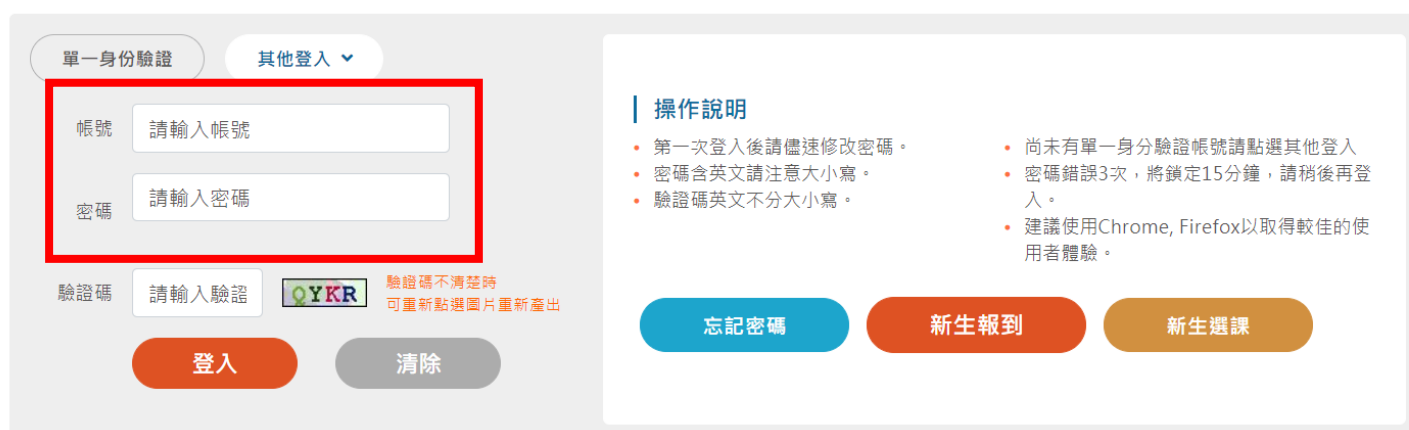 單一身份驗證
其他登入
帳號
請輸入帳號
密碼
請輸入密碼
驗證碼
請輸入驗證
QYKR
驗證碼不清楚時
可重新點選圖片重新產出
登入
清除
操作說明
第一次登入後請儘速修改密碼。
密碼含英文請注意大小寫。
驗證碼英文不分大小寫。
尚未有單一身分驗證帳號請點選其他登入
密碼錯誤3次，將鎖定15分鐘，請稍後再登
入。
建議使用Chrome, Firefox以取得較佳的使
用者體驗。
忘記密碼
新生報到
新生選課